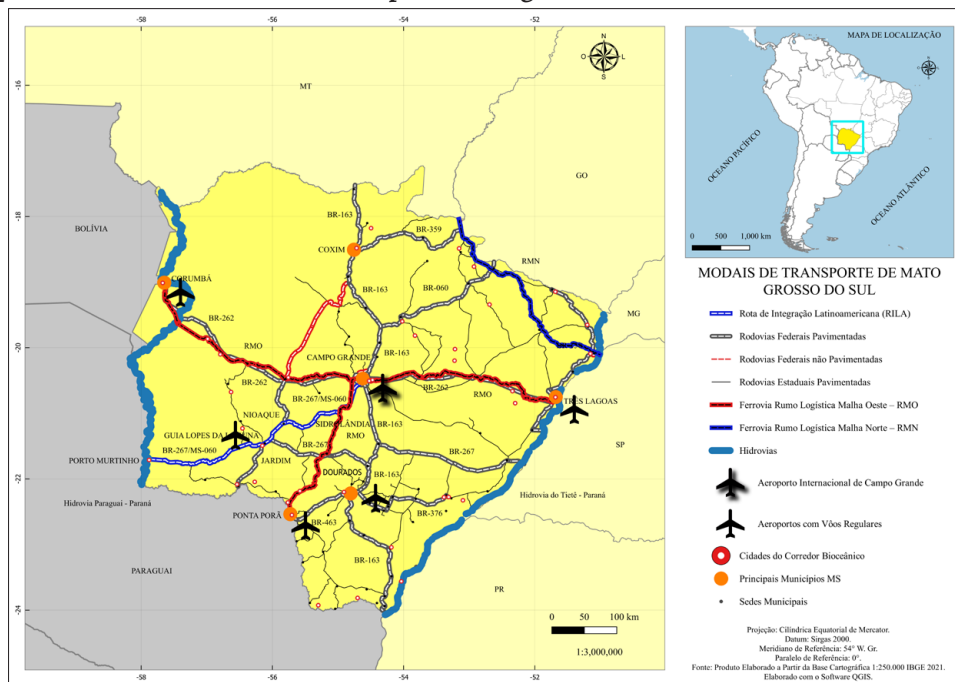 -58
-56
-54
-52
N
O
L
S
MT
-16
GO
-18
BR-163
BR-359
BOLÍVIA
COXIM
RMN
CORUMBÁ
BR-163
BR-060
MG
BR-262
-20
RMO
CAMPO GRANDE
BR-163
BR-262
BR-267/MS-060
BR-262
RMO
TRÊS LAGOAS
NIOAQUE
SIDROLÂNDIA
GUIA LOPES DA LAGUNA
RMO
BR-163
SP
BR-267/MS-060
BR-267
BR-267
PORTO MURTINHO
JARDIM
DOURADOS
BR-163
-22
Hidrovia Paraguai - Paraná
Hidrovia do Tietê - Paraná
BR-376
PONTA PORÃ
BR-463
BR-163
PARAGUAI
PR
-24
0 50 100 km
1:3,000,000
-58
-56
-54
-52
MAPA DE LOCALIZAÇÃO
OCEANO PACÍFICO
OCEANO ATLÂNTICO
0 500 1,000 km
MODAIS DE TRANSPORTE DE MATO
GROSSO DO SUL
Rota de Integração Latinoamericana (RILA)
Rodovias Federais Pavimentadas
Rodovias Federais não Pavimentadas
Rodovias Estaduais Pavimentadas
Ferrovia Rumo Logística Malha Oeste – RMO
Ferrovia Rumo Logística Malha Norte – RMN
Hidrovias
Aeroporto Internacional de Campo Grande
Aeroportos com Vôos Regulares
Cidades do Corredor Bioceánico
Principais Municípios MS
Sedes Municipais
Projeção: Cilíndrica Equatorial de Mercator.
Datum: Sirgas 2000.
Meridiano de Referência: 54° W. Gr.
Paralelo de Referência: 0°.
Fonte: Produto Elaborado a Partir da Base Cartográfica 1:250.000 IBGE 2021.
Elaborado com o Software QGIS.